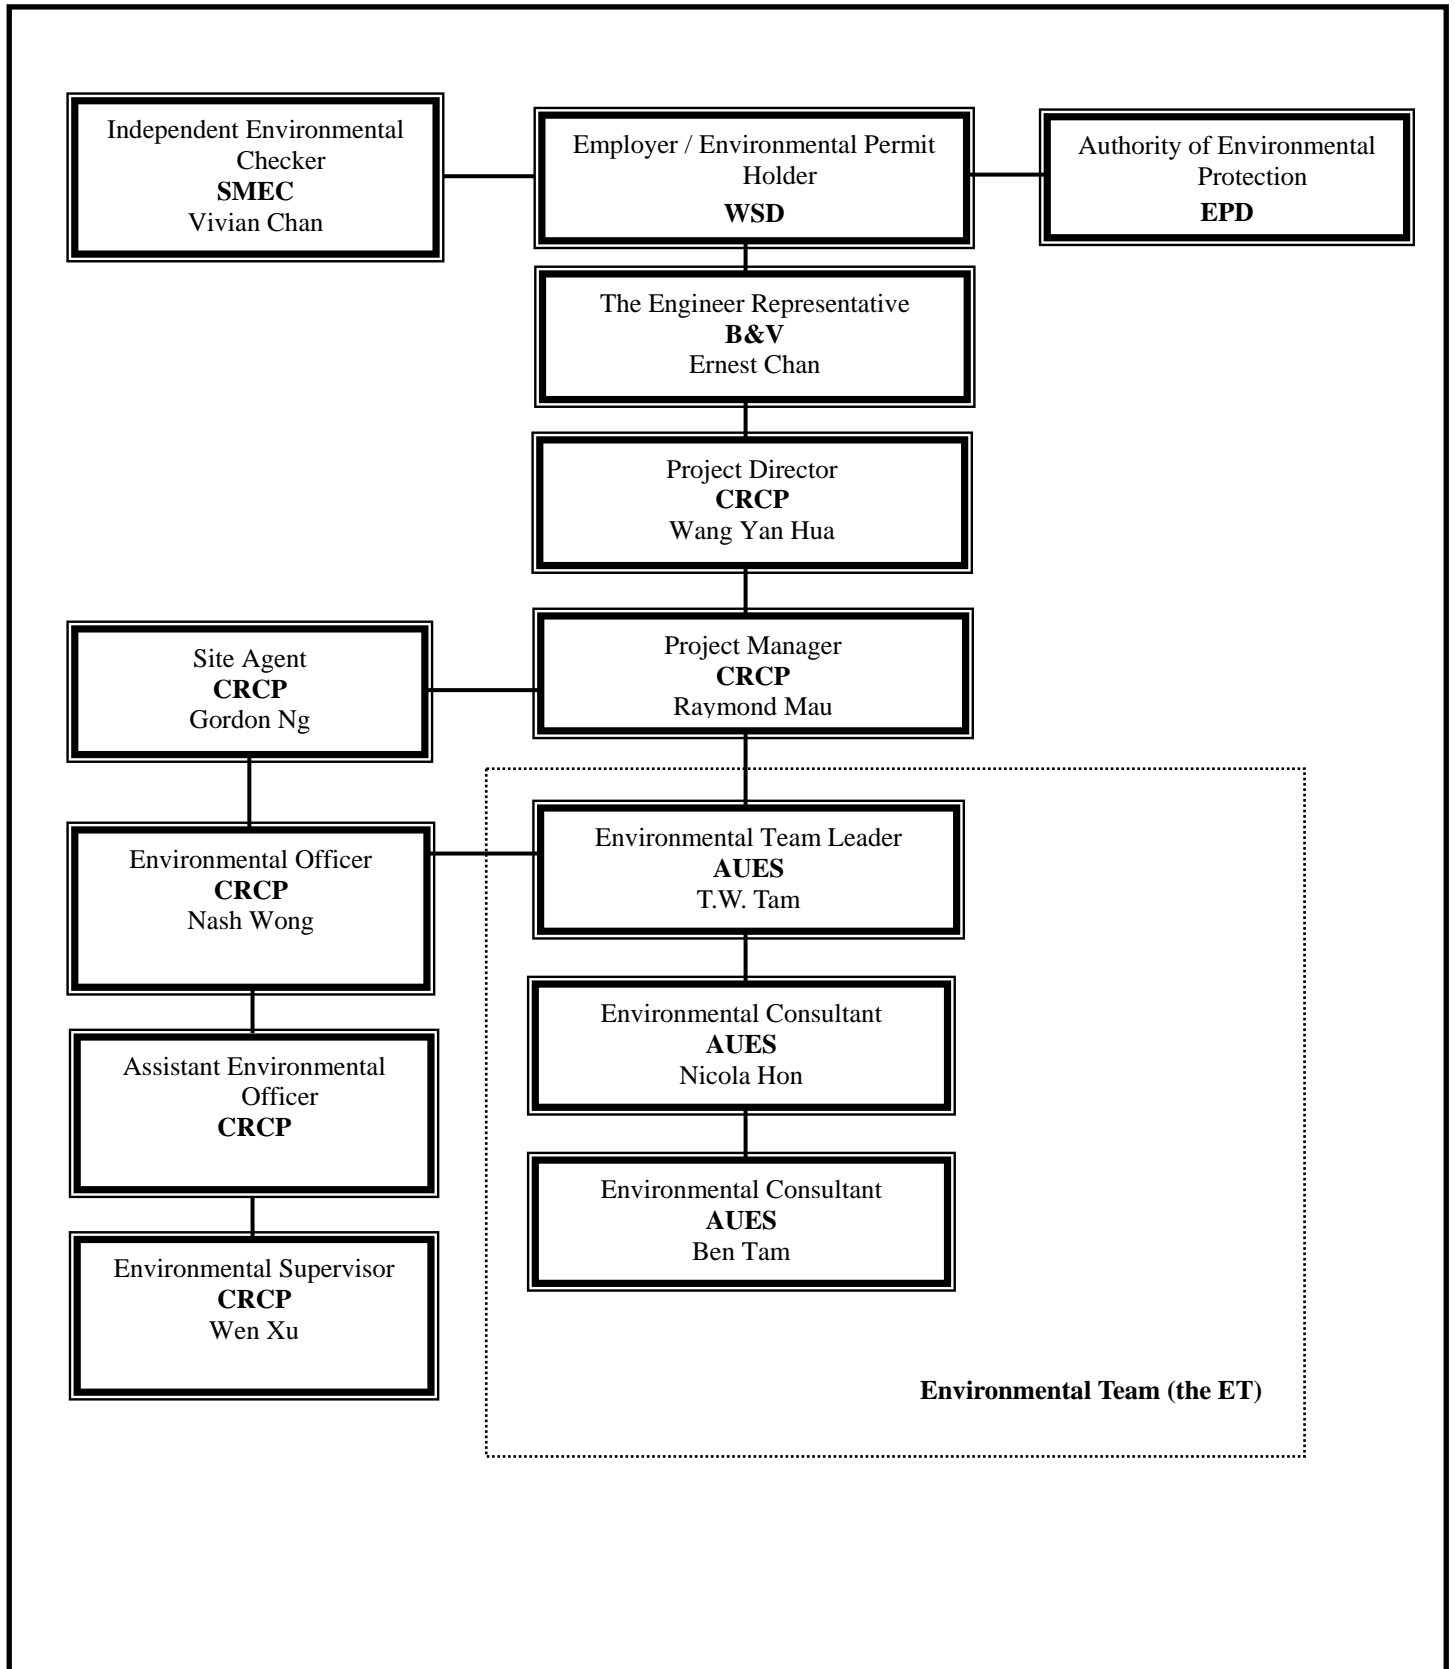 Independent Environmental
Checker
SMEC
Vivian Chan
Employer / Environmental Permit
Holder
WSD
Authority of Environmental
Protection
EPD
The Engineer Representative
B&V
Ernest Chan
Project Director
CRCP
Wang Yan Hua
Site Agent
CRCP
Gordon Ng
Project Manager
CRCP
Raymond Mau
Environmental Officer
CRCP
Nash Wong
Environmental Team Leader
AUES
T.W. Tam
Assistant Environmental
Officer
CRCP
Environmental Consultant
AUES
Nicola Hon
Environmental Supervisor
CRCP
Wen Xu
Environmental Consultant
AUES
Ben Tam
Environmental Team (the ET)